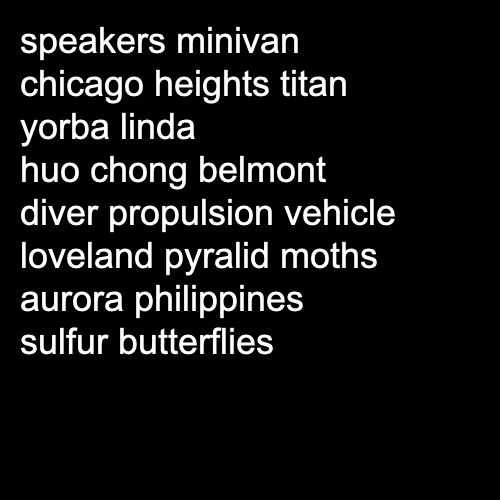 speakers minivan
chicago heights titan
yorba linda
huo chong belmont
diver propulsion vehicle
loveland pyralid moths
aurora philippines
sulfur butterflies